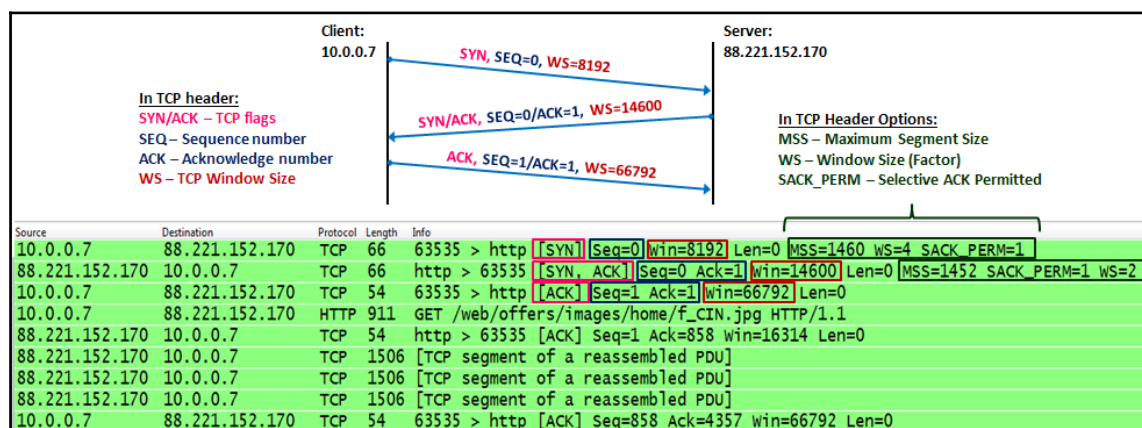 Client:
10.0.0.7
Server:
88.221.152.170
SYN, SEQ=0, WS=8192
SYN/ACK, SEQ=0/ACK=1, WS=14600
ACK, SEQ=1/ACK=1, WS=66792
In TCP header:
SYN/ACK – TCP flags
SEQ – Sequence number
ACK – Acknowledge number
WS – TCP Window Size
In TCP Header Options:
MSS – Maximum Segment Size
WS – Window Size (Factor)
SACK_PERM – Selective ACK Permitted
Source Destination Protocol Length Info
10.0.0.7 88.221.152.170 TCP 66 63535 > http [SYN] Seq=0 Win=8192 Len=0 MSS=1460 WS=4 SACK_PERM=1
88.221.152.170 10.0.0.7 TCP 66 http > 63535 [SYN, ACK] Seq=0 Ack=1 Win=14600 Len=0 MSS=1452 SACK_PERM=1 WS=2
10.0.0.7 88.221.152.170 TCP 54 63535 > http [ACK] Seq=1 Ack=1 Win=66792 Len=0
10.0.0.7 88.221.152.170 HTTP 911 GET /web/offers/images/home/f_CIN.jpg HTTP/1.1
88.221.152.170 10.0.0.7 TCP 54 http > 63535 [ACK] Seq=1 Ack=858 Win=16314 Len=0
88.221.152.170 10.0.0.7 TCP 1506 [TCP segment of a reassembled PDU]
88.221.152.170 10.0.0.7 TCP 1506 [TCP segment of a reassembled PDU]
88.221.152.170 10.0.0.7 TCP 1506 [TCP segment of a reassembled PDU]
10.0.0.7 88.221.152.170 TCP 54 63535 > http [ACK] Seq=858 Ack=4357 Win=66792 Len=0